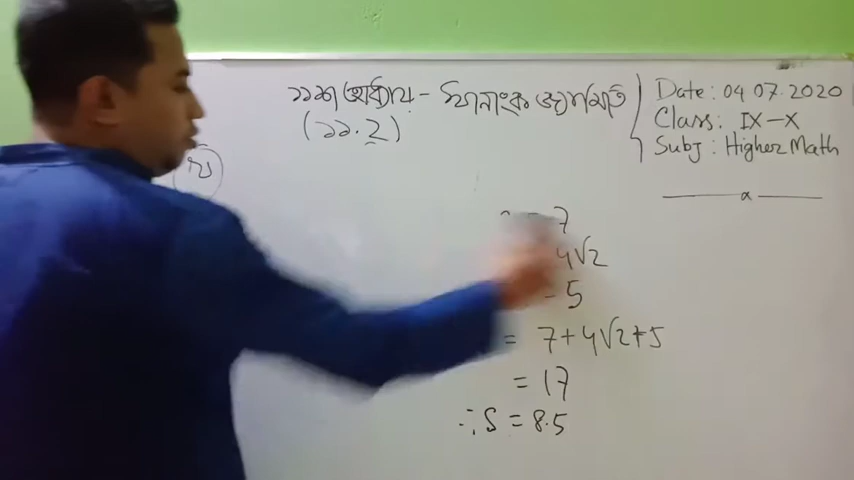 ১১শ অধ্যায় - স্থানাঙ্ক জ্যামিতি
(১১.2)
Date: 04 07.2020
Class: IX-X
Subj: Higher Math
x
খ
= 7
4√2
= 5
= 7+4√2+5
= 17
∴ S = 8.5